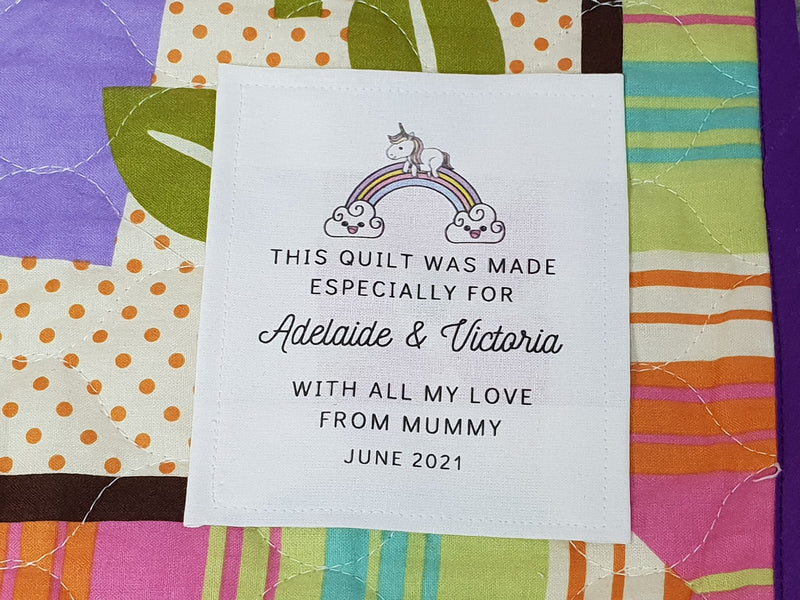 THIS QUILT WAS MADE
ESPECIALLY FOR
Adelaide & Victoria
WITH ALL MY LOVE
FROM MUMMY
JUNE 2021